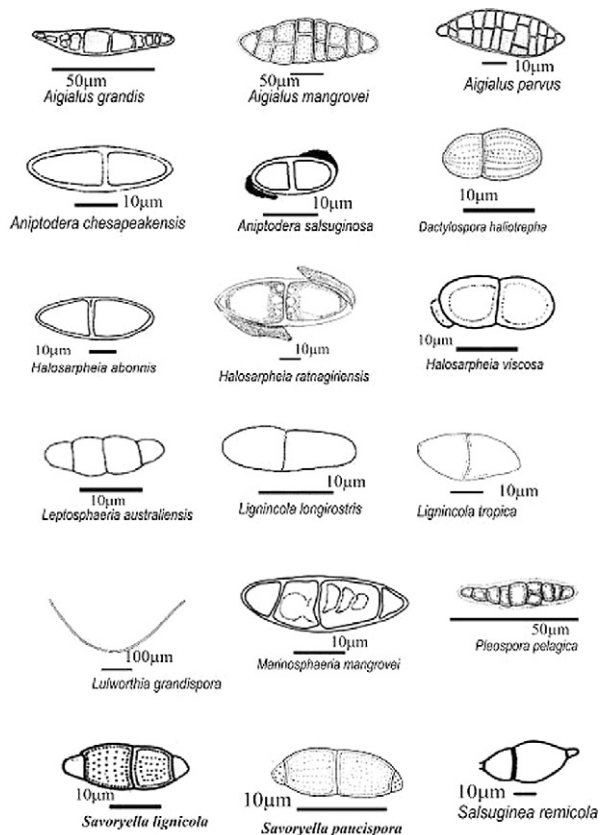 50µm
Aigialus grandis
50µm
Aigialus mangrovei
10µm
Aigialus parvus
10µm
Aniptodera chesapeakensis
10µm
Aniptodera salsuginosa
10µm
Dactylospora haliotrepha
10µm
Halosarpheia abonnis
10µm
Halosarpheia ratnagiriensis
10µm
Halosarpheia viscosa
10µm
Leptosphaeria australiensis
10µm
Lignincola longirostris
10µm
Lignincola tropica
100µm
Lulworthia grandispora
10µm
Marinosphaeria mangrovei
50µm
Pleospora pelagica
10µm
Savoryella lignicola
10µm
Savoryella paucispora
10µm
Salsuginea remicola